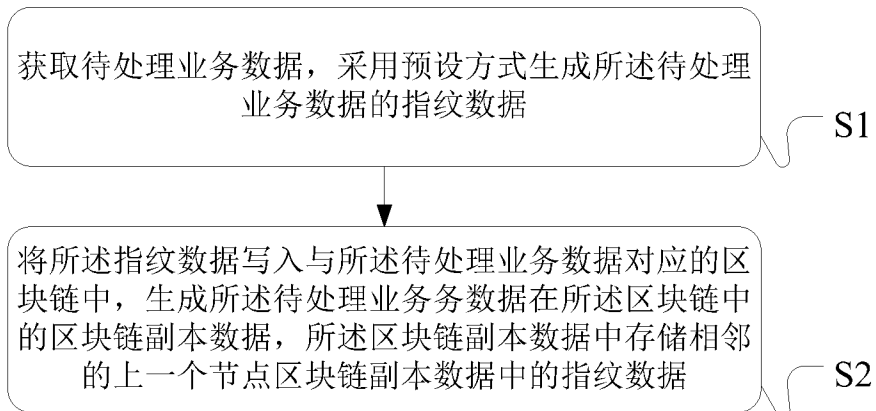 获取待处理业务数据，采用预设方式生成所述待处理
业务数据的指纹数据
S1
将所述指纹数据写入与所述待处理业务数据对应的区
块链中，生成所述待处理业务务数据在所述区块链中
的区块链副本数据，所述区块链副本数据中存储相邻
的上一个节点区块链副本数据中的指纹数据
S2